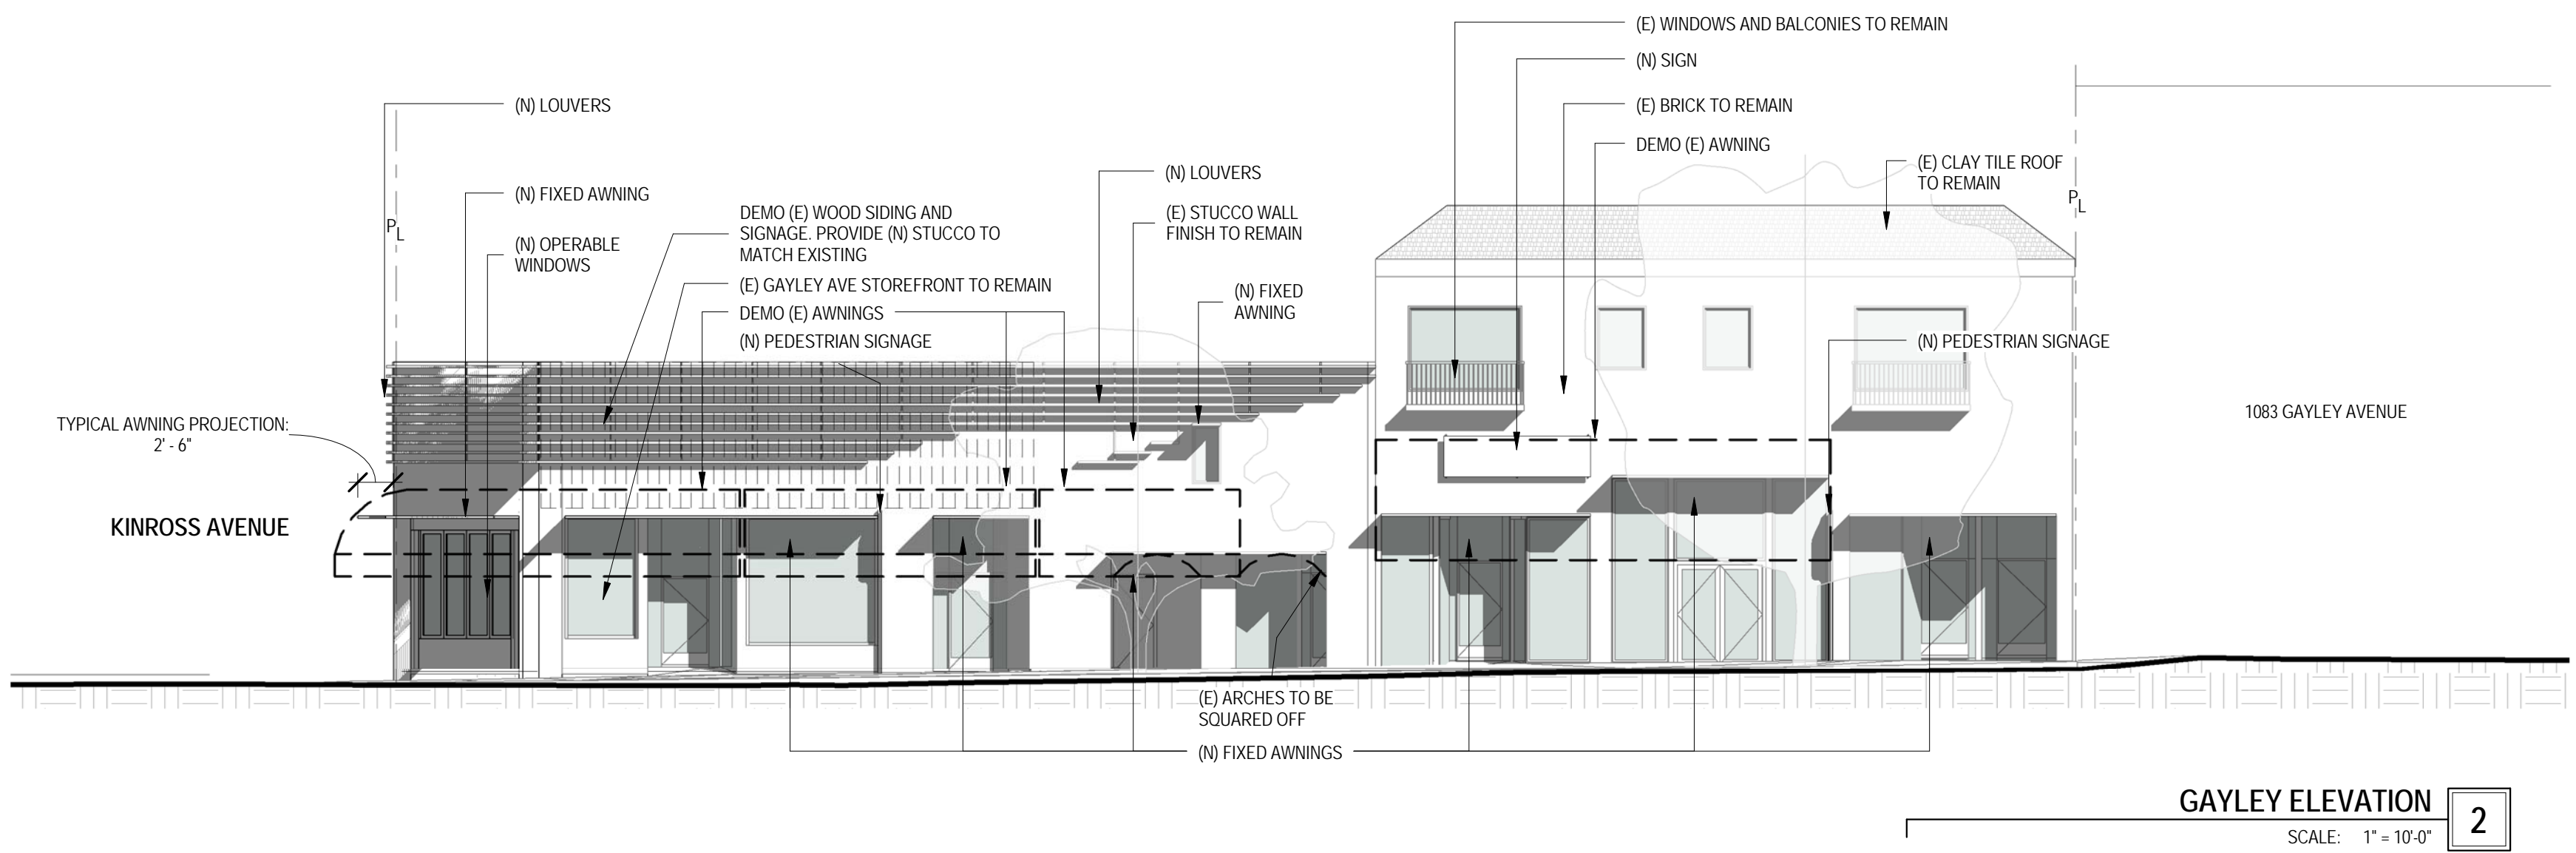 (E) WINDOWS AND BALCONIES TO REMAIN
(N) SIGN
(N) LOUVERS
(E) BRICK TO REMAIN
DEMO (E) AWNING
(E) CLAY TILE ROOF
TO REMAIN
(N) LOUVERS
(N) FIXED AWNING
DEMO (E) WOOD SIDING AND
SIGNAGE. PROVIDE (N) STUCCO TO
MATCH EXISTING
(E) STUCCO WALL
FINISH TO REMAIN
PL
PL
(N) OPERABLE
WINDOWS
(E) GAYLEY AVE STOREFRONT TO REMAIN
(N) FIXED
AWNING
DEMO (E) AWNINGS
(N) PEDESTRIAN SIGNAGE
(N) PEDESTRIAN SIGNAGE
TYPICAL AWNING PROJECTION:
2' - 6"
1083 GAYLEY AVENUE
KINROSS AVENUE
(E) ARCHES TO BE
SQUARED OFF
(N) FIXED AWNINGS
GAYLEY ELEVATION
2
SCALE: 1" = 10'-0"